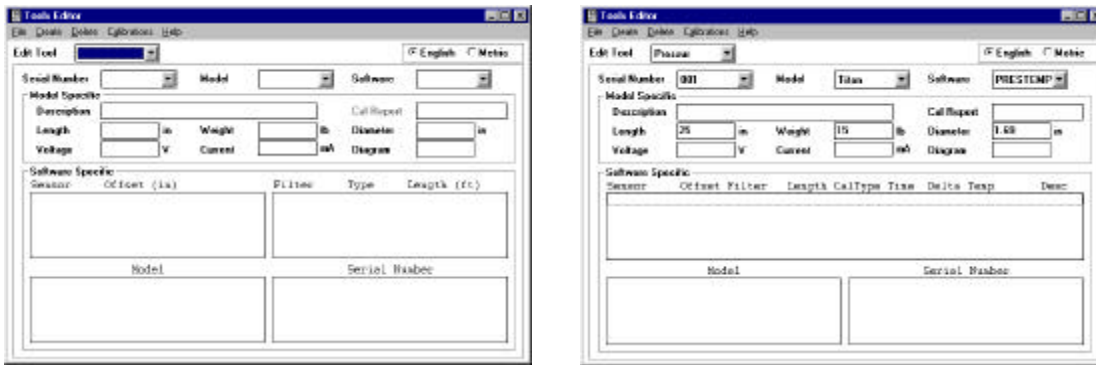 Tools Editor
File Create Delete Calibrations Help
Edit Tool English Metric
Serial Number Model Software
Model Specific
Description Call Report
Length in Weight lb Diameter in
Voltage V Current mA Diagram
Software Specific
Sensor Offset (in) Filter Type Length (ft)
Model Serial Number
Tools Editor
File Create Delete Calibrations Help
Edit Tool English Metric
Serial Number 001 Model Titan Software PRESTEMP
Model Specific
Description Call Report
Length 25 in Weight 15 lb Diameter 1.69 in
Voltage V Current mA Diagram
Software Specific
Sensor Offset Filter Length CalType Time Delta Temp Desc
Model Serial Number